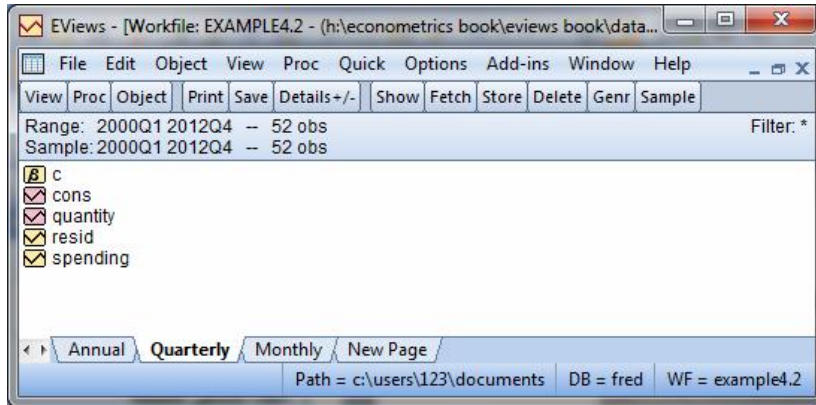 EViews - [Workfile: EXAMPLE4.2 - (h:\econometrics book\eviews book\data...
File Edit Object View Proc Quick Options Add-ins Window Help
View Proc Object Print Save Details+/- Show Fetch Store Delete Genr Sample
Range: 2000Q1 2012Q4 -- 52 obs Filter: *
Sample: 2000Q1 2012Q4 -- 52 obs
β c
cons
quantity
resid
spending
Annual Quarterly Monthly New Page
Path = c:\users\123\documents DB = fred WF = example4.2